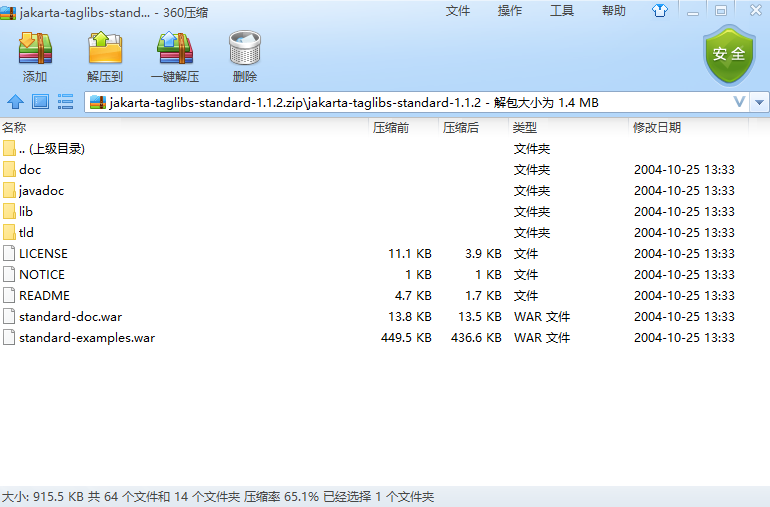 jakarta-taglibs-stand... - 360压缩 文件 操作 工具 帮助
添加 解压到 一键解压 删除 安全
jakarta-taglibs-standard-1.1.2.zip\jakarta-taglibs-standard-1.1.2 - 解包大小为 1.4 MB
名称 压缩前 压缩后 类型 修改日期
.. (上级目录) 文件夹
doc 文件夹 2004-10-25 13:33
javadoc 文件夹 2004-10-25 13:33
lib 文件夹 2004-10-25 13:33
tld 文件夹 2004-10-25 13:33
LICENSE 11.1 KB 3.9 KB 文件 2004-10-25 13:33
NOTICE 1 KB 1 KB 文件 2004-10-25 13:33
README 4.7 KB 1.7 KB 文件 2004-10-25 13:33
standard-doc.war 13.8 KB 13.5 KB WAR 文件 2004-10-25 13:33
standard-examples.war 449.5 KB 436.6 KB WAR 文件 2004-10-25 13:33
大小: 915.5 KB 共 64 个文件和 14 个文件夹 压缩率 65.1% 已经选择 1 个文件夹